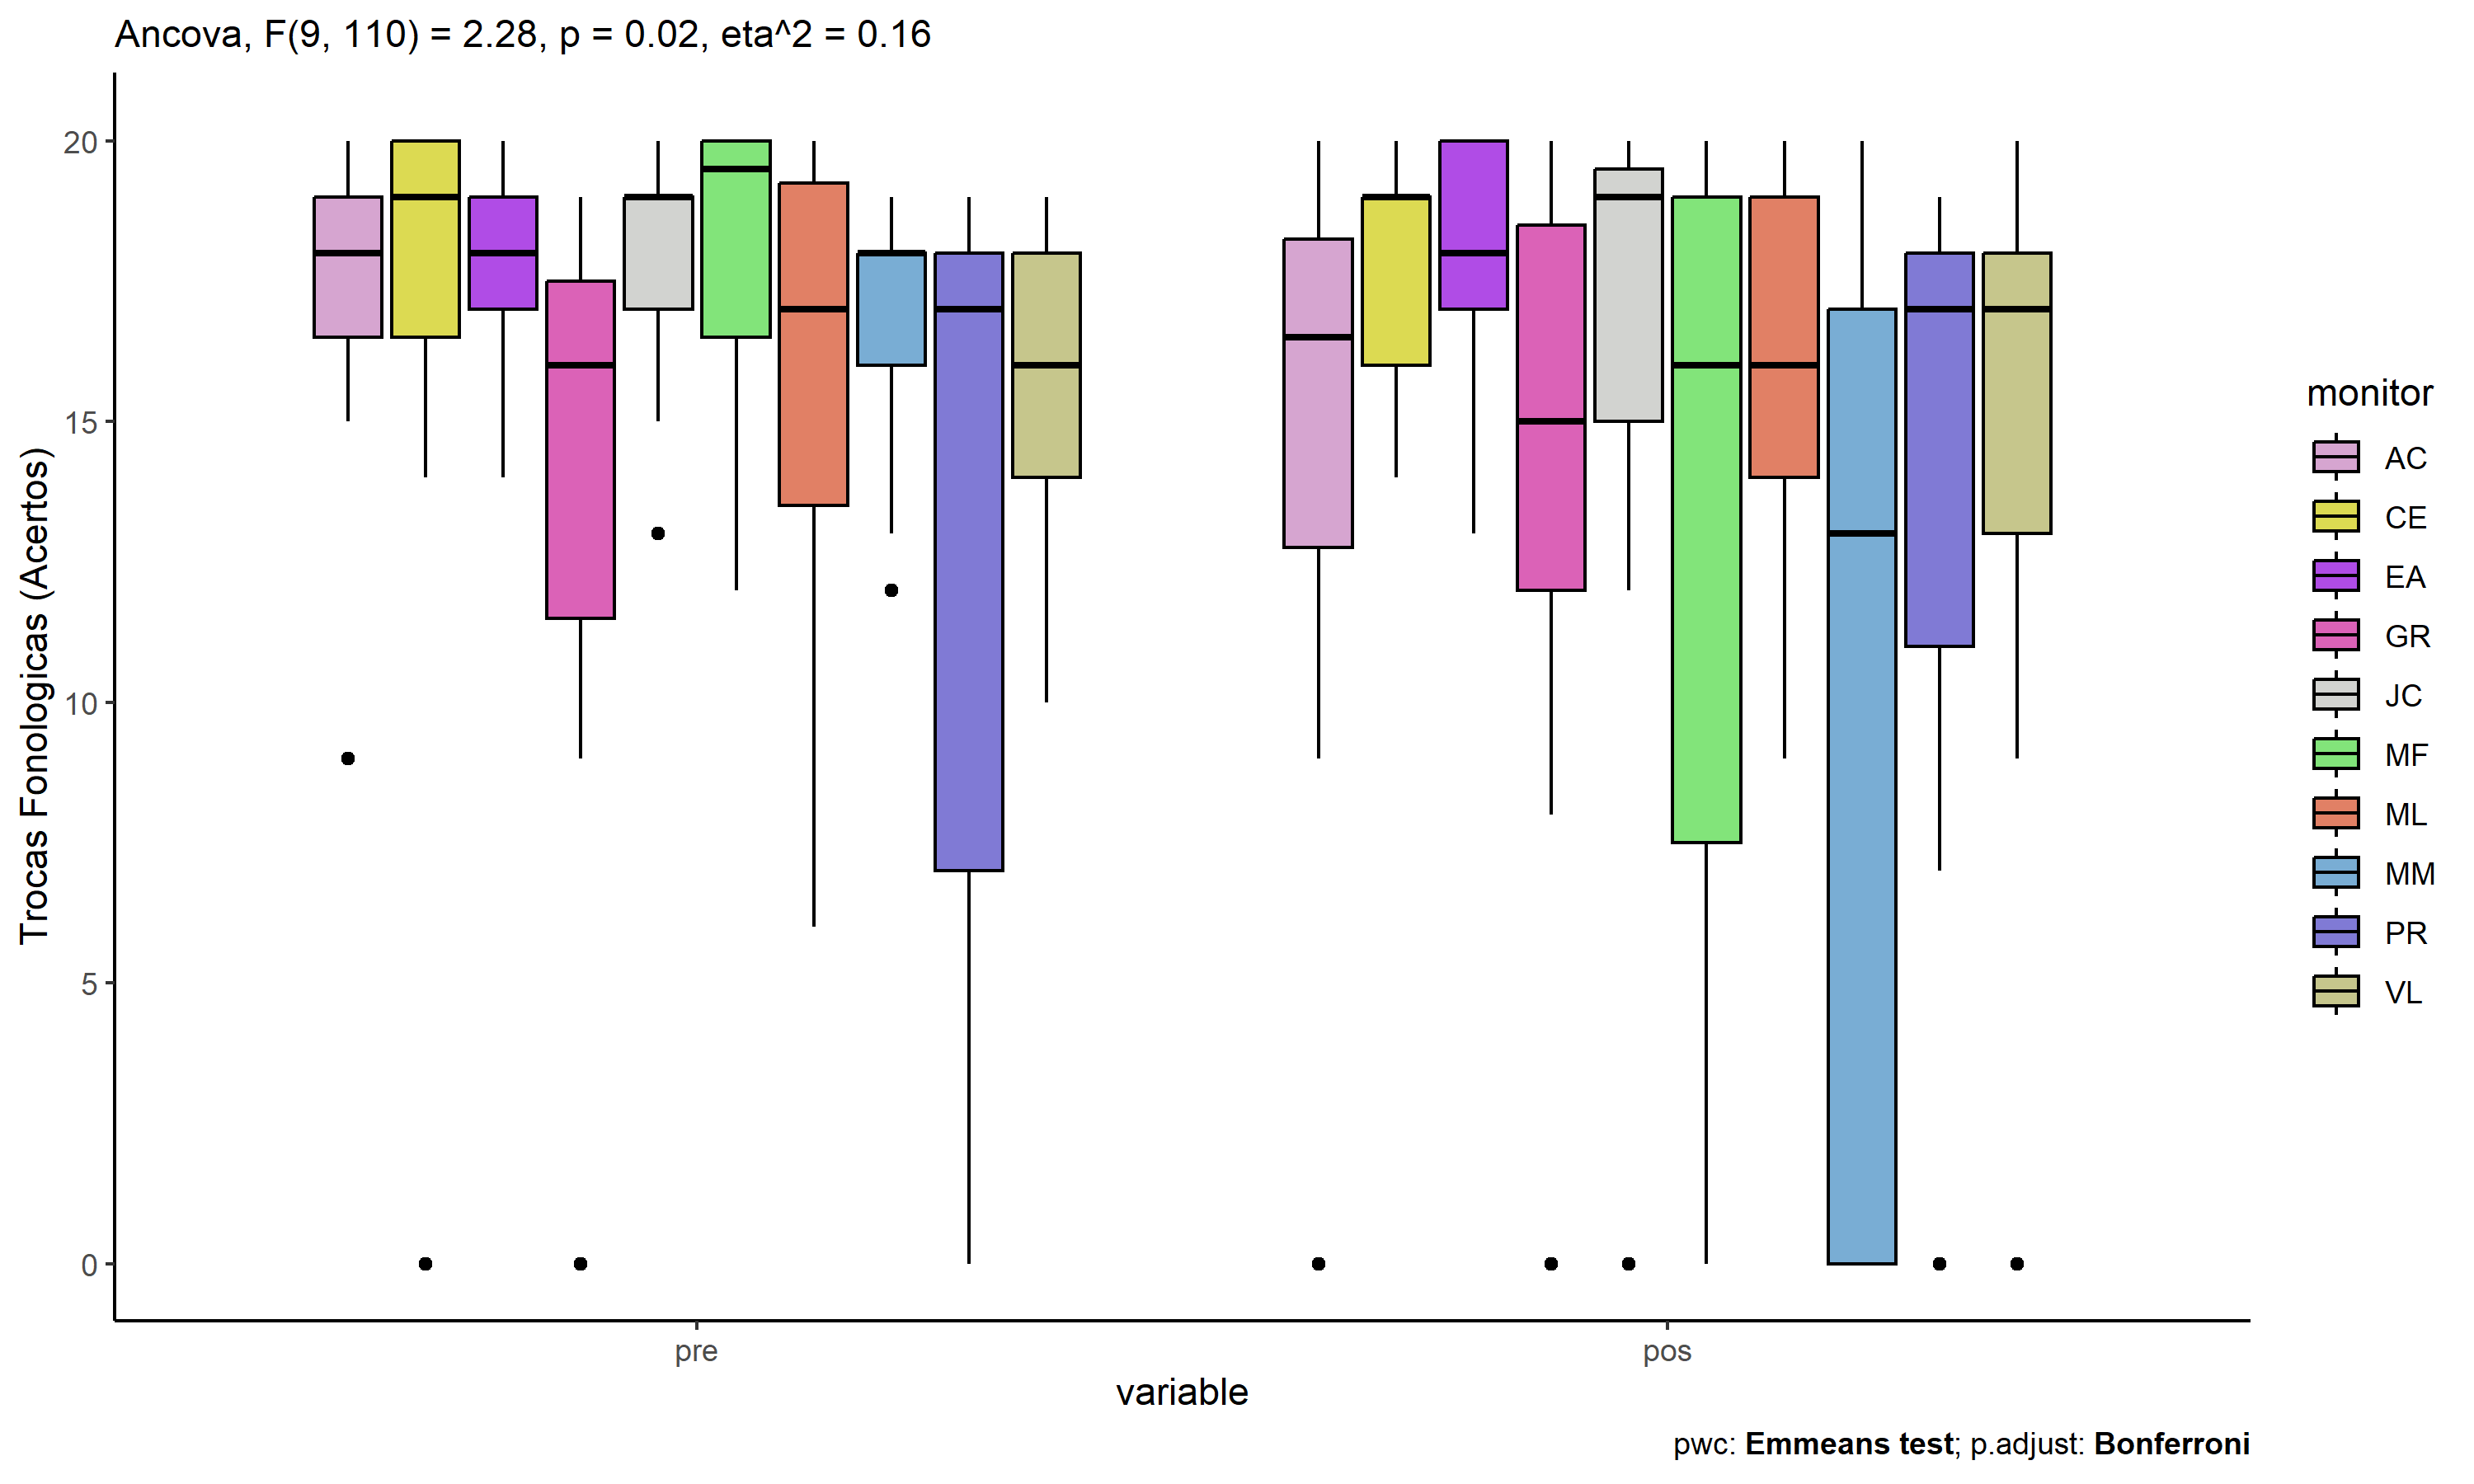 Ancova, F(9, 110) = 2.28, p = 0.02, eta^2 = 0.16
Trocas Fonologicas (Acertos)
20
15
10
5
0
pre
pos
variable
monitor
AC
CE
EA
GR
JC
MF
ML
MM
PR
VL
pwc: Emmeans test; p.adjust: Bonferroni